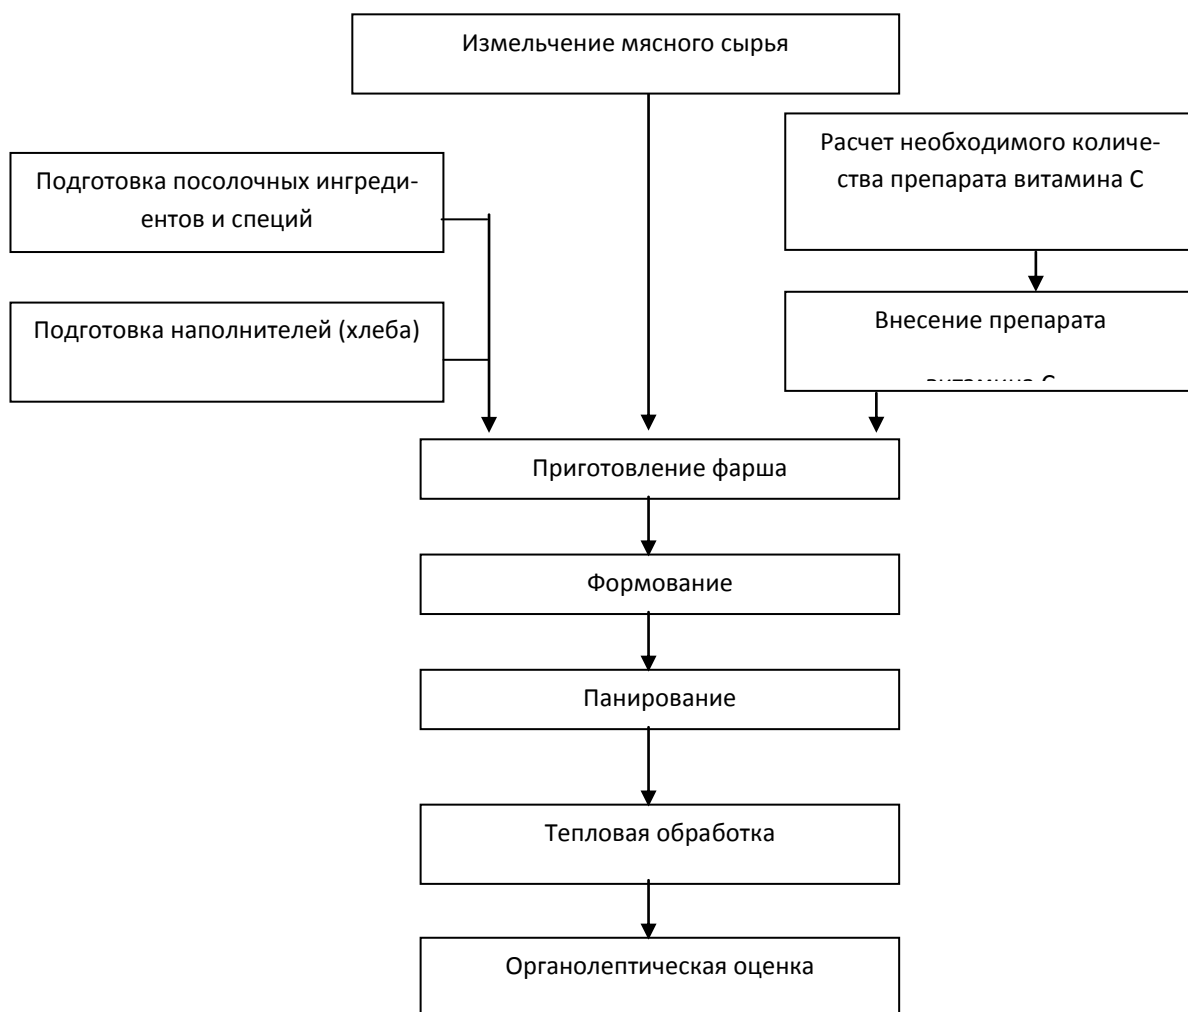 Измельчение мясного сырья
Расчет необходимого количе-
ства препарата витамина С
Подготовка посолочных ингреди-
ентов и специй
Подготовка наполнителей (хлеба)
Внесение препарата
Приготовление фарша
Формование
Панирование
Тепловая обработка
Органолептическая оценка